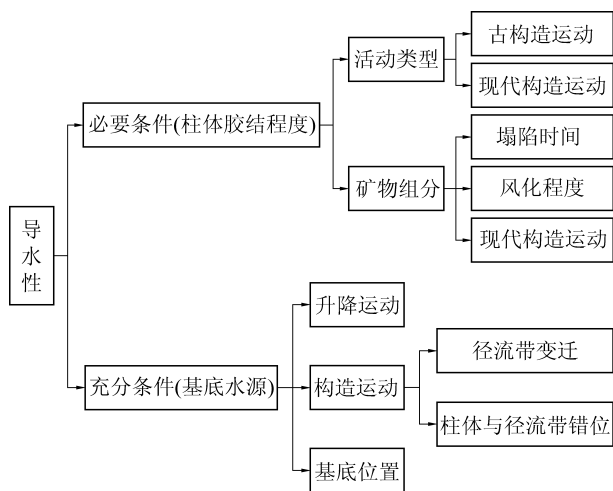 导水性
必要条件(柱体胶结程度)
活动类型
古构造运动
现代构造运动
矿物组分
塌陷时间
风化程度
现代构造运动
充分条件(基底水源)
升降运动
构造运动
径流带变迁
柱体与径流带错位
基底位置